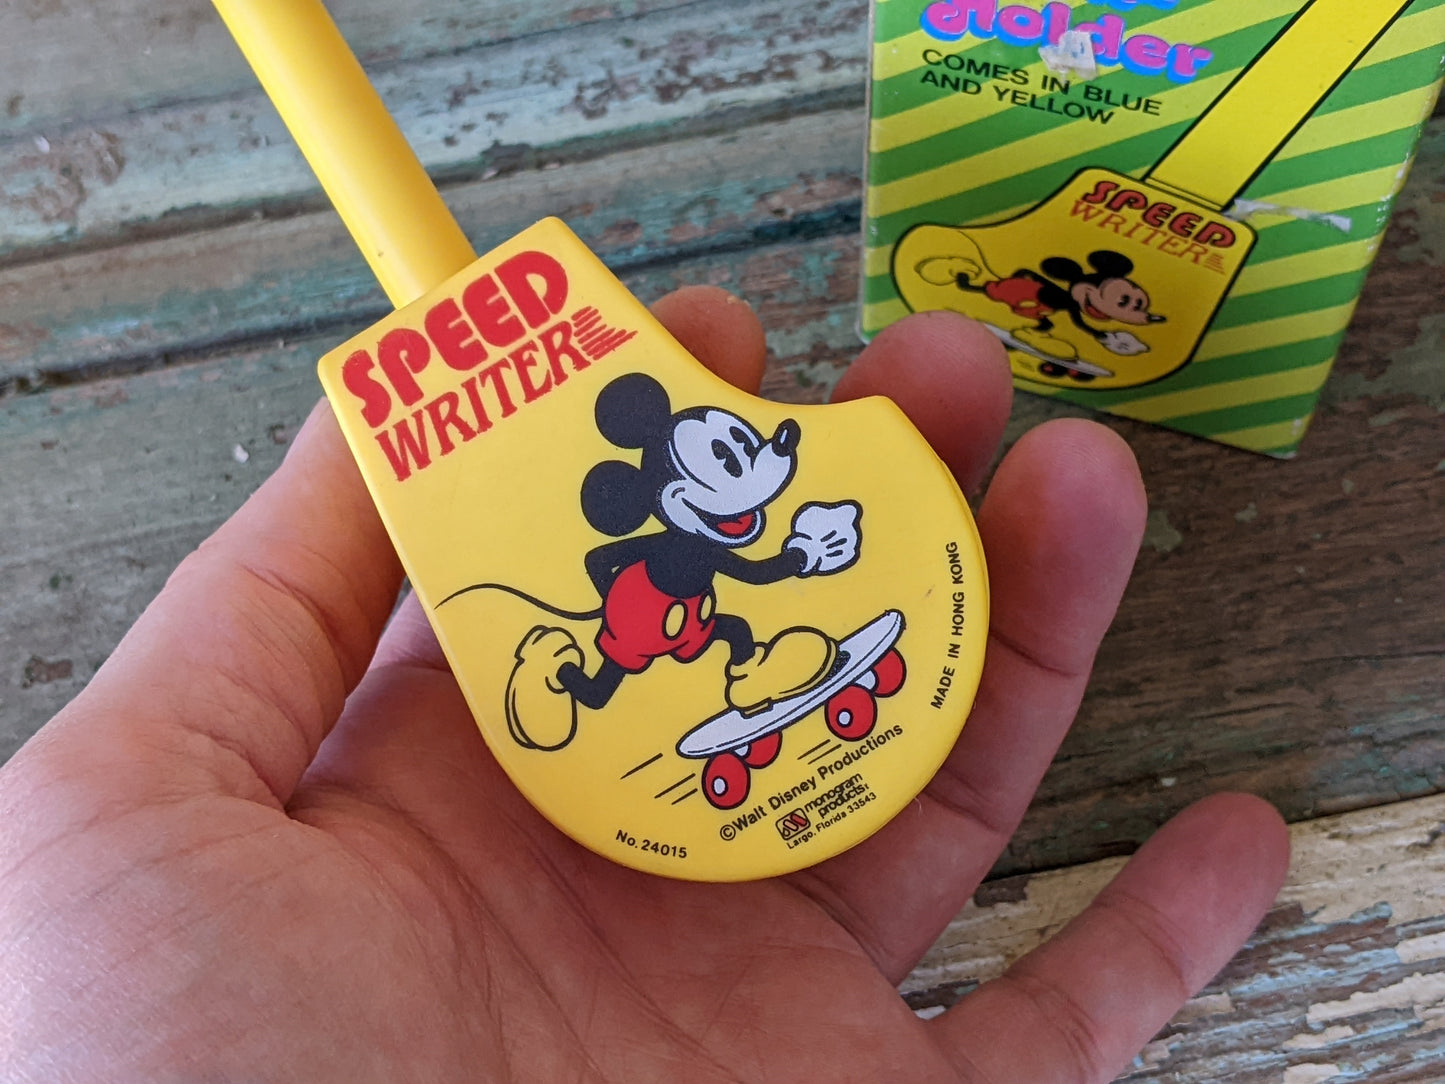 SPEED
WRITER
MADE IN HONG KONG
©Walt Disney Productions
monogram
products:
Largo, Florida 33543
No. 24015
Holder
COMES IN BLUE
AND YELLOW
SPEED
WRITER